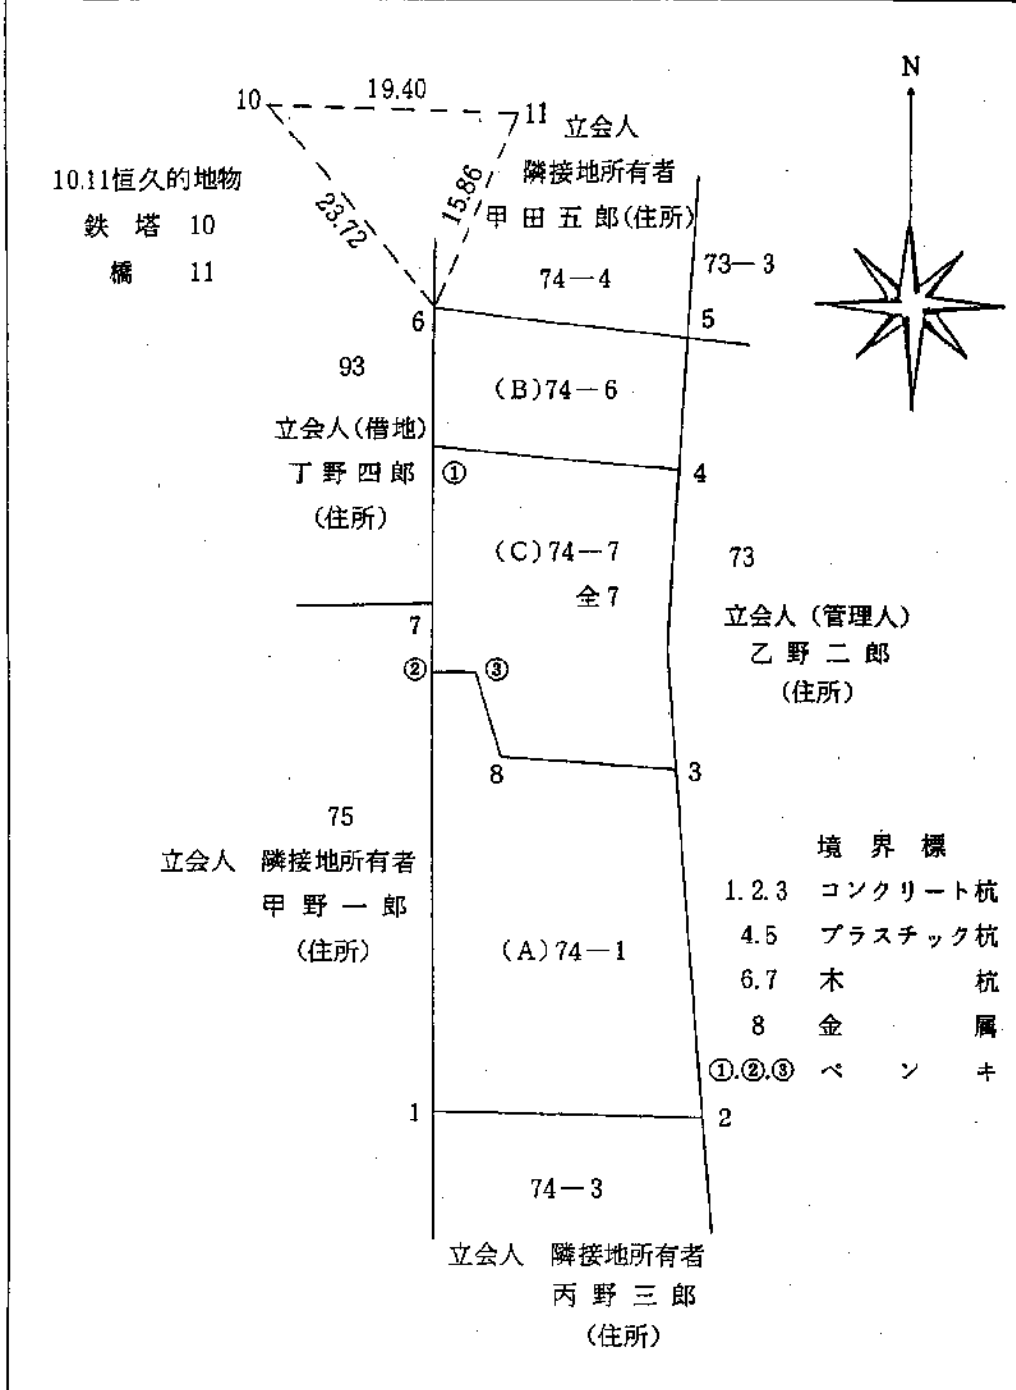 N
19.40
10
11
立会人
隣接地所有者
甲田五郎(住所)
10.11恒久的地物
鉄塔 10
橋 11
23.72
15.86
74－4
73－3
6
5
93
(B)74－6
立会人(借地)
丁野四郎
(住所)
①
4
(C)74－7
仝7
73
立会人(管理人)
乙野二郎
(住所)
7
②
③
8
3
75
立会人 隣接地所有者
甲野一郎
(住所)
(A)74－1
境界標
1.2.3 コンクリート杭
4.5 プラスチック杭
6.7 木杭
8 金属
①.②.③ ペンキ
1
2
74－3
立会人 隣接地所有者
丙野三郎
(住所)